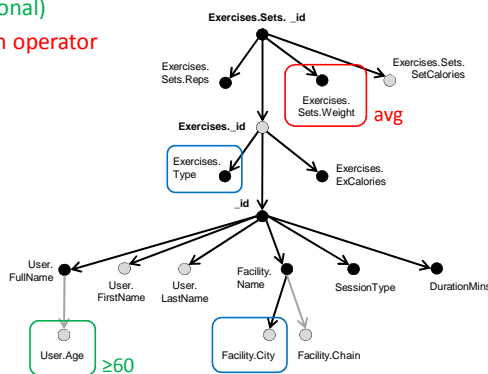 onal)
n operator
Exercises.Sets. _id
Exercises.
Sets.Reps
Exercises.
Sets.Weight
avg
Exercises.Sets.
SetCalories
Exercises._id
Exercises.
Type
Exercises.
ExCalories
_id
User.
FullName
User.
FirstName
User.
LastName
Facility.
Name
SessionType
DurationMins
User.Age
≥60
Facility.City
Facility.Chain